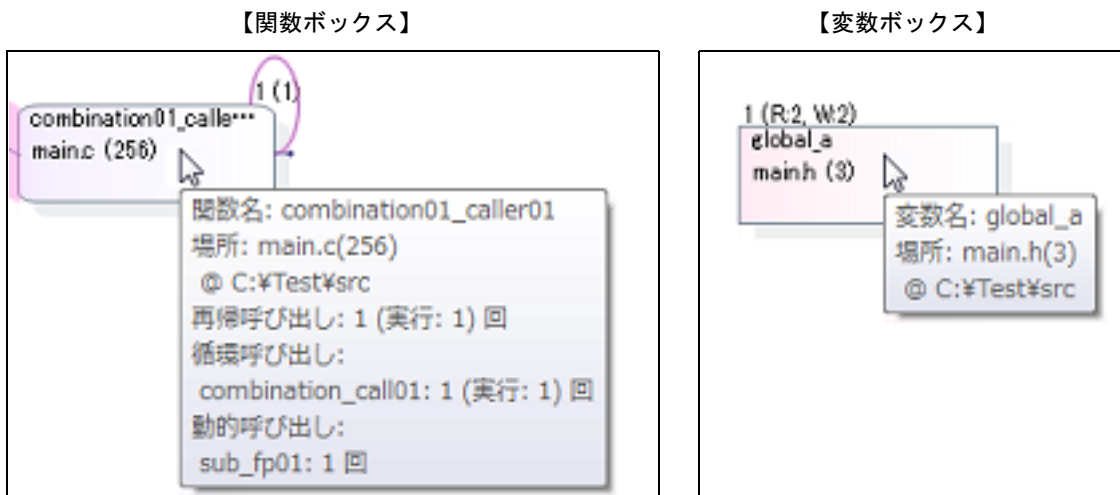 【関数ボックス】
1 (1)
combination01_calle…
main.c (256)
関数名: combination01_caller01
場所: main.c(256)
@ C:¥Test¥src
再帰呼び出し: 1 (実行: 1) 回
循環呼び出し:
combination_call01: 1 (実行: 1) 回
動的呼び出し:
sub_fp01: 1 回
【変数ボックス】
1 (R:2, W:2)
global_a
main.h (3)
変数名: global_a
場所: main.h(3)
@ C:¥Test¥src